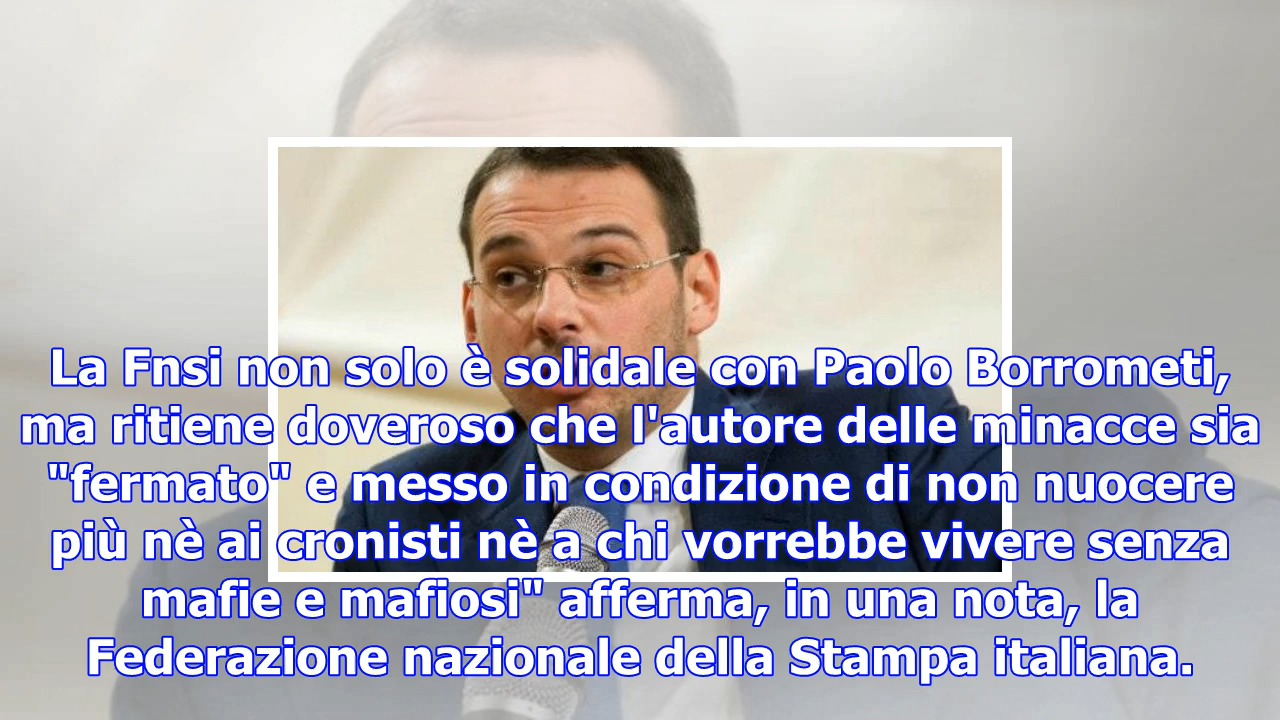 La Fnsi non solo è solidale con Paolo Borrometi,
ma ritiene doveroso che l'autore delle minacce sia
"fermato" e messo in condizione di non nuocere
più nè ai cronisti nè a chi vorrebbe vivere senza
mafie e mafiosi" afferma, in una nota, la
Federazione nazionale della Stampa italiana.